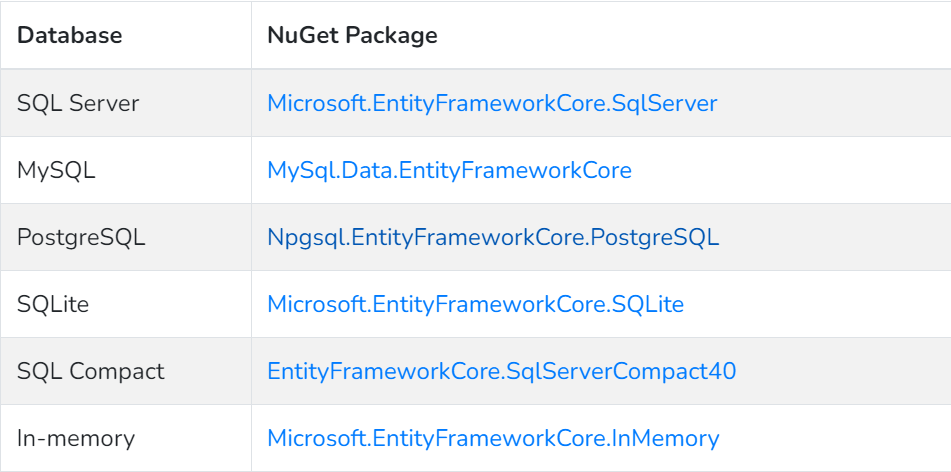 Database NuGet Package
SQL Server Microsoft.EntityFrameworkCore.SqlServer
MySQL MySql.Data.EntityFrameworkCore
PostgreSQL Npgsql.EntityFrameworkCore.PostgreSQL
SQLite Microsoft.EntityFrameworkCore.SQLite
SQL Compact EntityFrameworkCore.SqlServerCompact40
In-memory Microsoft.EntityFrameworkCore.InMemory